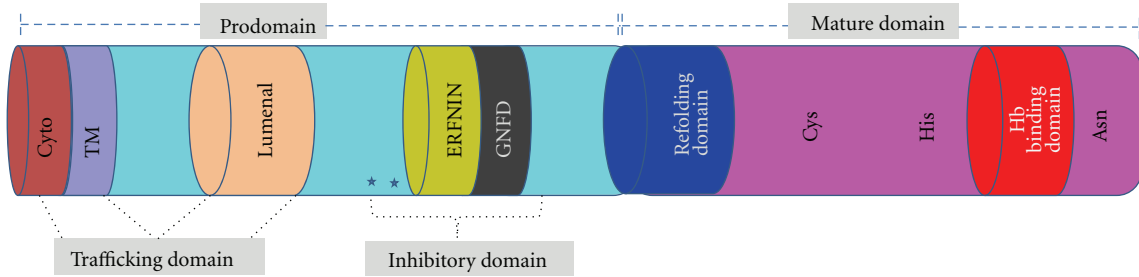 Prodomain
Mature domain
Cyto
TM
Lumenal
ERFNIN
GNFD
Refolding
domain
Cys
His
Hb
binding
domain
Asn
Trafficking domain
Inhibitory domain